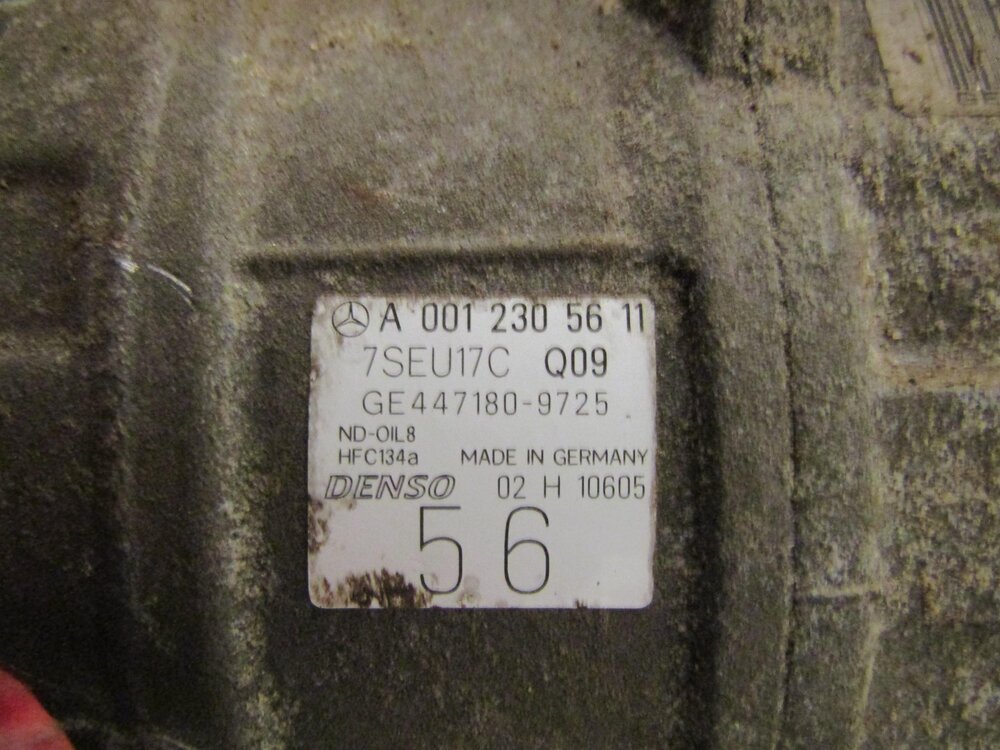 A 001 230 56 11
7SEU17C Q09
GE447180-9725
ND-OIL8
HFC134a MADE IN GERMANY
DENSO 02 H 10605
56